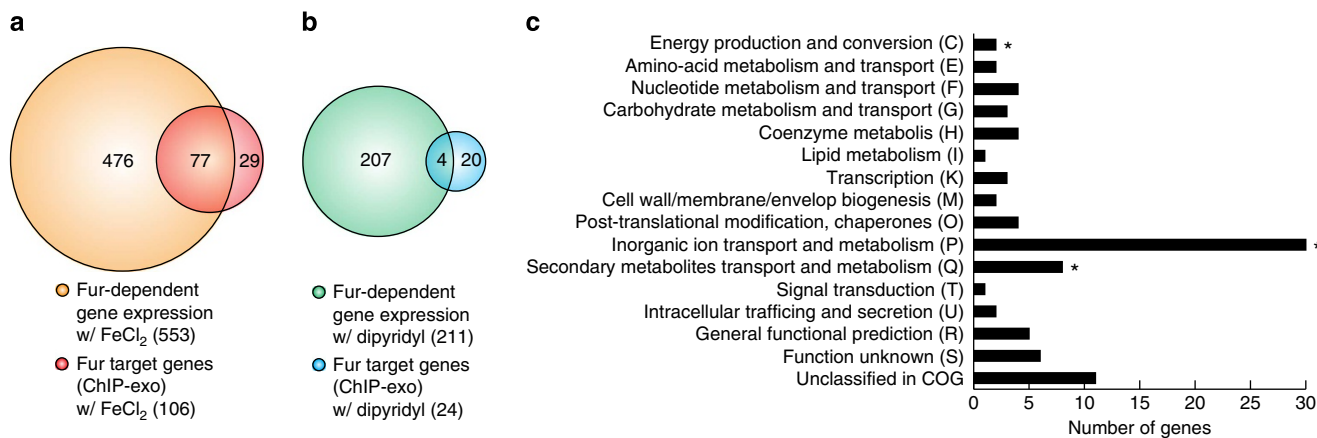 a
476
77
29
Fur-dependent
gene expression
w/ FeCl₂ (553)
Fur target genes
(ChIP-exo)
w/ FeCl₂ (106)
b
207
4
20
Fur-dependent
gene expression
w/ dipyridyl (211)
Fur target genes
(ChIP-exo)
w/ dipyridyl (24)
c
Energy production and conversion (C)
*
Amino-acid metabolism and transport (E)
Nucleotide metabolism and transport (F)
Carbohydrate metabolism and transport (G)
Coenzyme metabolis (H)
Lipid metabolism (I)
Transcription (K)
Cell wall/membrane/envelop biogenesis (M)
Post-translational modification, chaperones (O)
Inorganic ion transport and metabolism (P)
*
Secondary metabolites transport and metabolism (Q)
*
Signal transduction (T)
Intracellular trafficing and secretion (U)
General functional prediction (R)
Function unknown (S)
Unclassified in COG
0 5 10 15 20 25 30
Number of genes